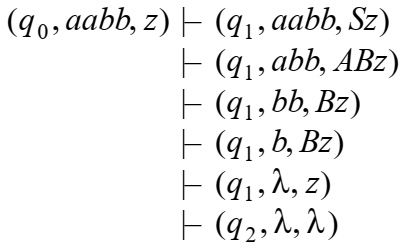 (q₀, aabb, z) ⊢ (q₁, aabb, Sz)
⊢ (q₁, abb, ABz)
⊢ (q₁, bb, Bz)
⊢ (q₁, b, Bz)
⊢ (q₁, λ, z)
⊢ (q₂, λ, λ)